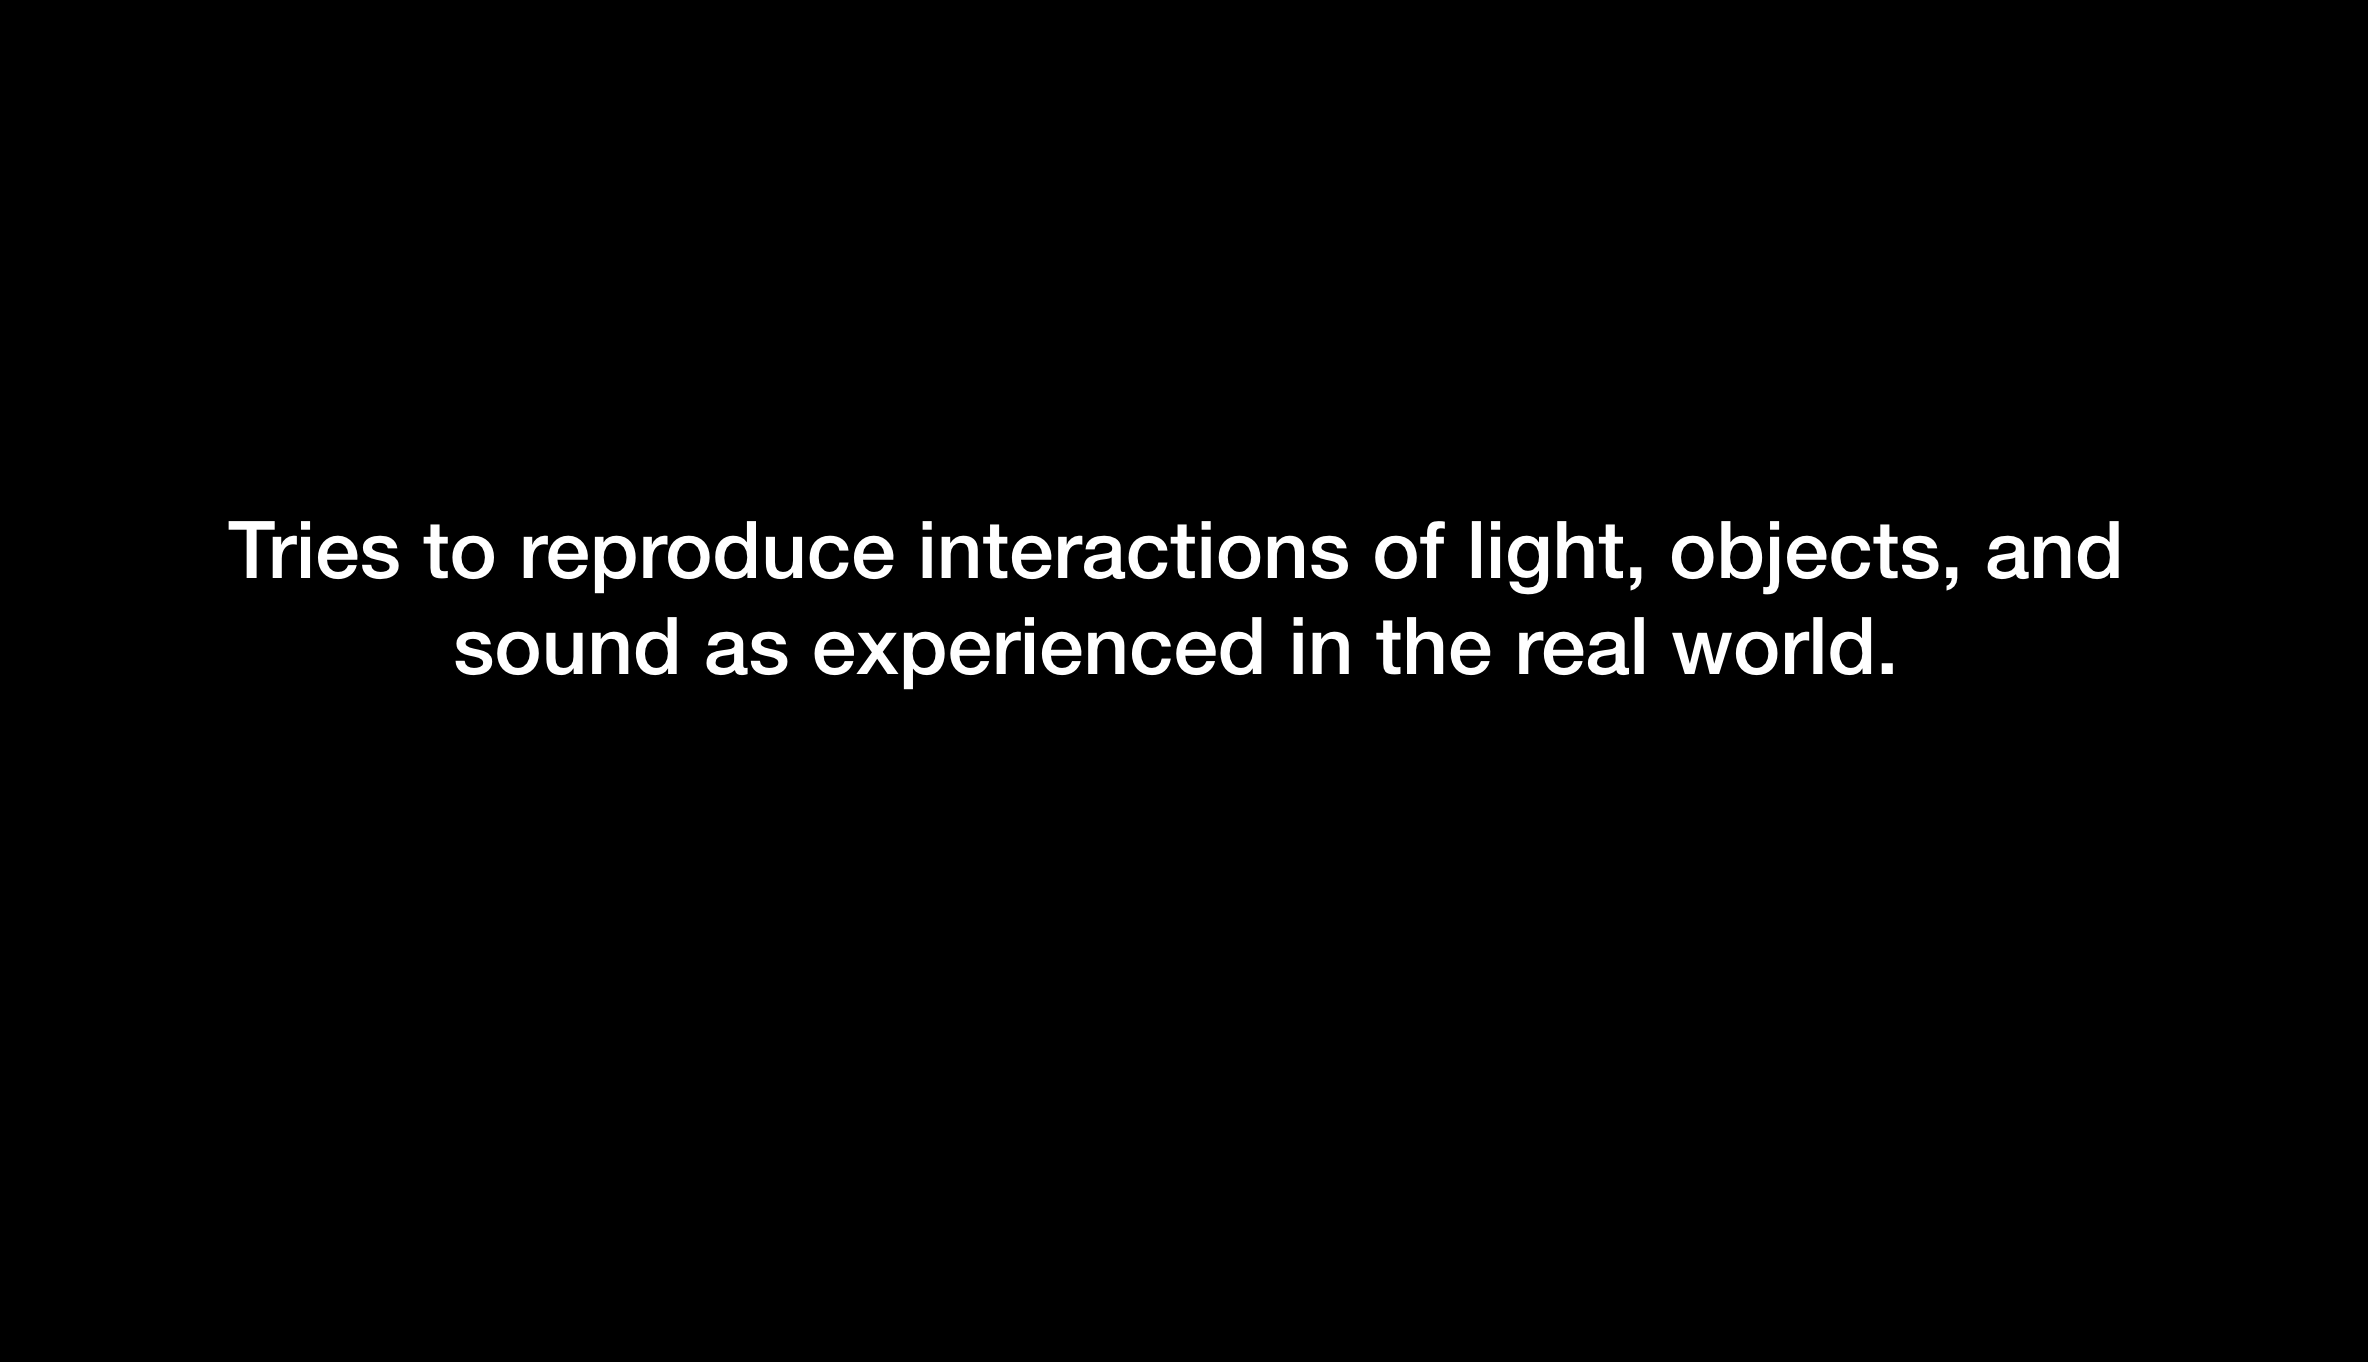 Tries to reproduce interactions of light, objects, and
sound as experienced in the real world.